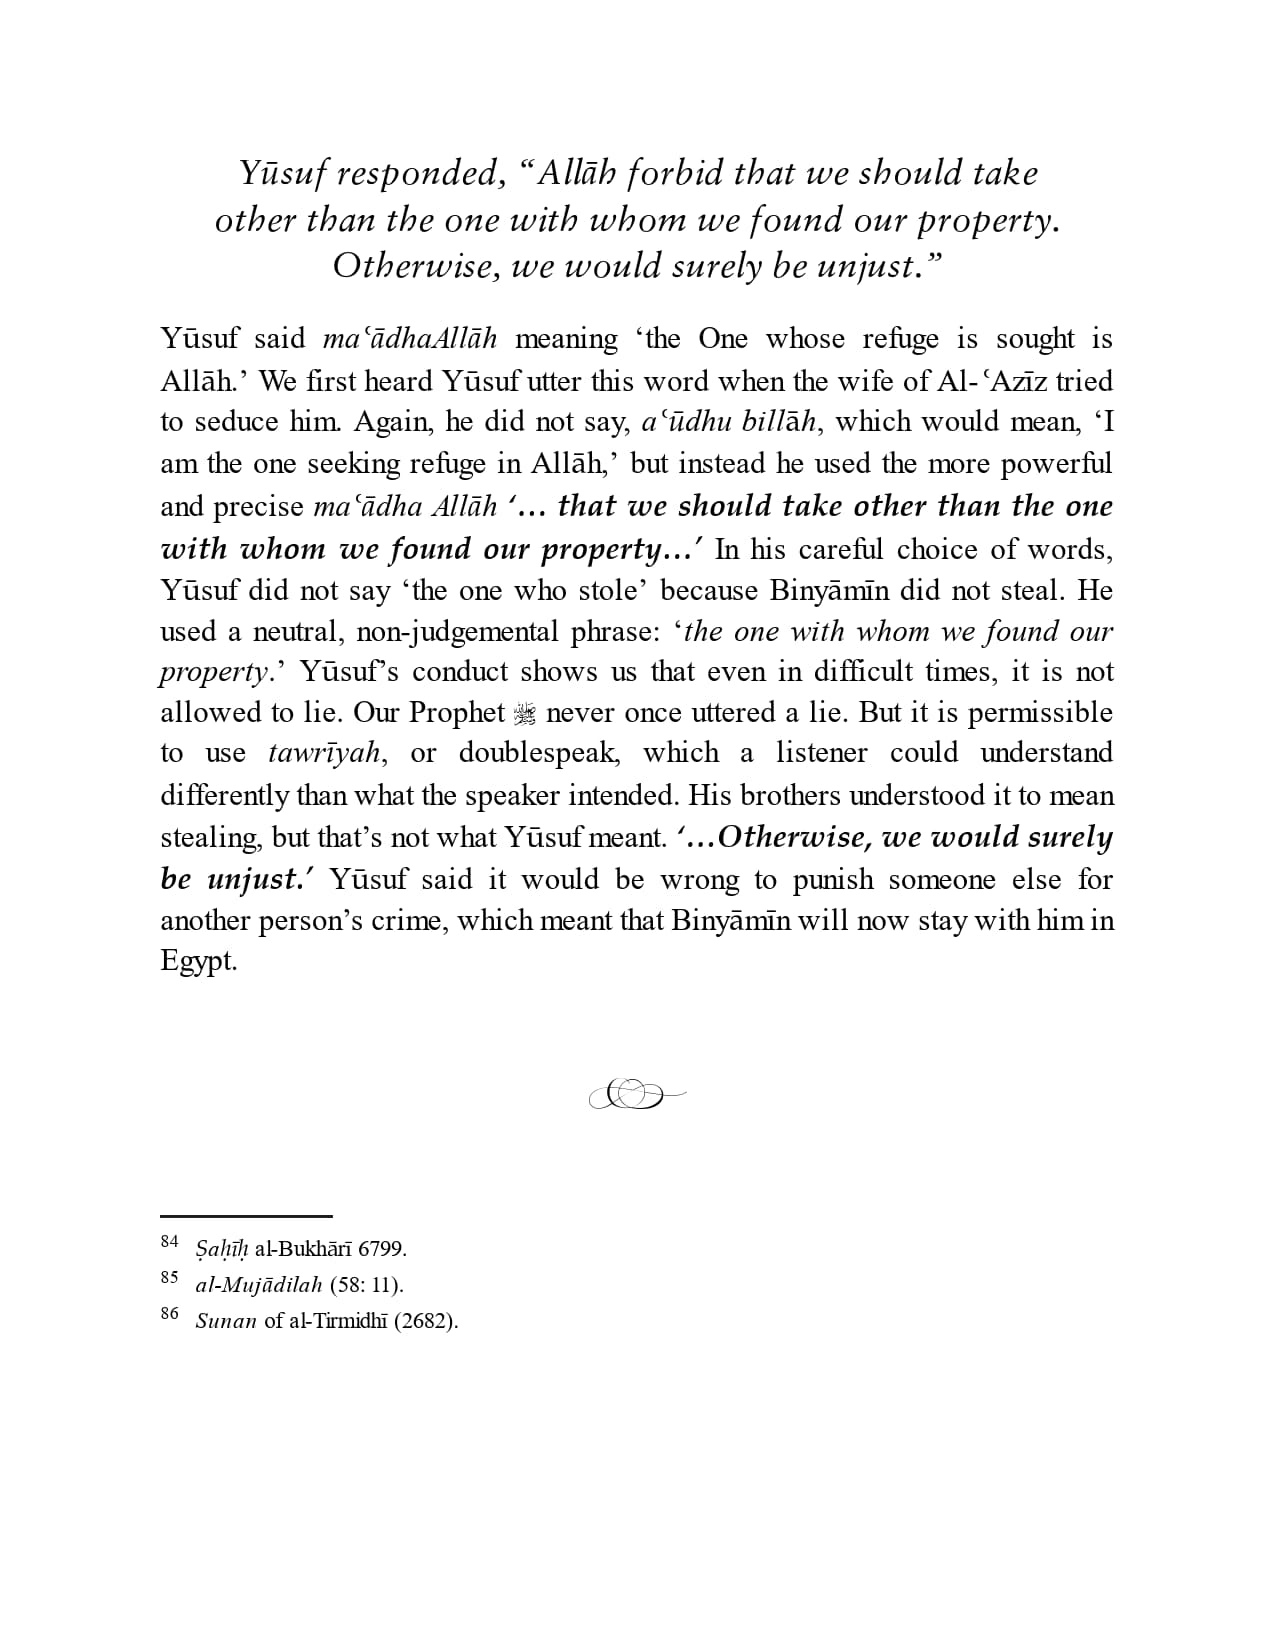 Yūsuf responded, “Allāh forbid that we should take
other than the one with whom we found our property.
Otherwise, we would surely be unjust.”
Yūsuf said maʿādhaAllāh meaning ‘the One whose refuge is sought is
Allāh.’ We first heard Yūsuf utter this word when the wife of Al-ʿAzīz tried
to seduce him. Again, he did not say, aʿūdhu billāh, which would mean, ‘I
am the one seeking refuge in Allāh,’ but instead he used the more powerful
and precise maʿādha Allāh ‘… that we should take other than the one
with whom we found our property…’ In his careful choice of words,
Yūsuf did not say ‘the one who stole’ because Binyāmīn did not steal. He
used a neutral, non-judgemental phrase: ‘the one with whom we found our
property.’ Yūsuf’s conduct shows us that even in difficult times, it is not
allowed to lie. Our Prophet ﷺ never once uttered a lie. But it is permissible
to use tawrīyah, or doublespeak, which a listener could understand
differently than what the speaker intended. His brothers understood it to mean
stealing, but that’s not what Yūsuf meant. ‘…Otherwise, we would surely
be unjust.’ Yūsuf said it would be wrong to punish someone else for
another person’s crime, which meant that Binyāmīn will now stay with him in
Egypt.
84 Ṣaḥīḥ al-Bukhārī 6799.
85 al-Mujādilah (58: 11).
86 Sunan of al-Tirmidhī (2682).